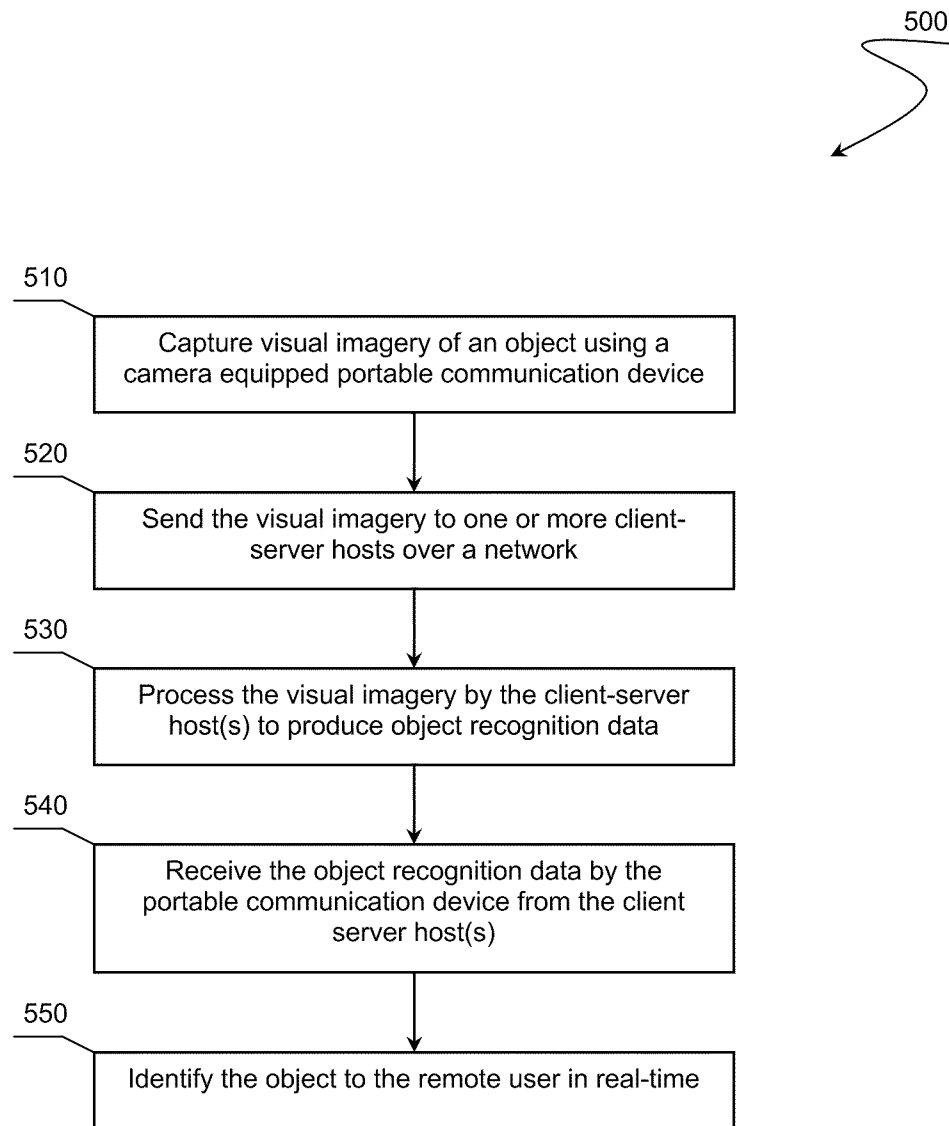 500
510
Capture visual imagery of an object using a
camera equipped portable communication device
520
Send the visual imagery to one or more client-
server hosts over a network
530
Process the visual imagery by the client-server
host(s) to produce object recognition data
540
Receive the object recognition data by the
portable communication device from the client
server host(s)
550
Identify the object to the remote user in real-time